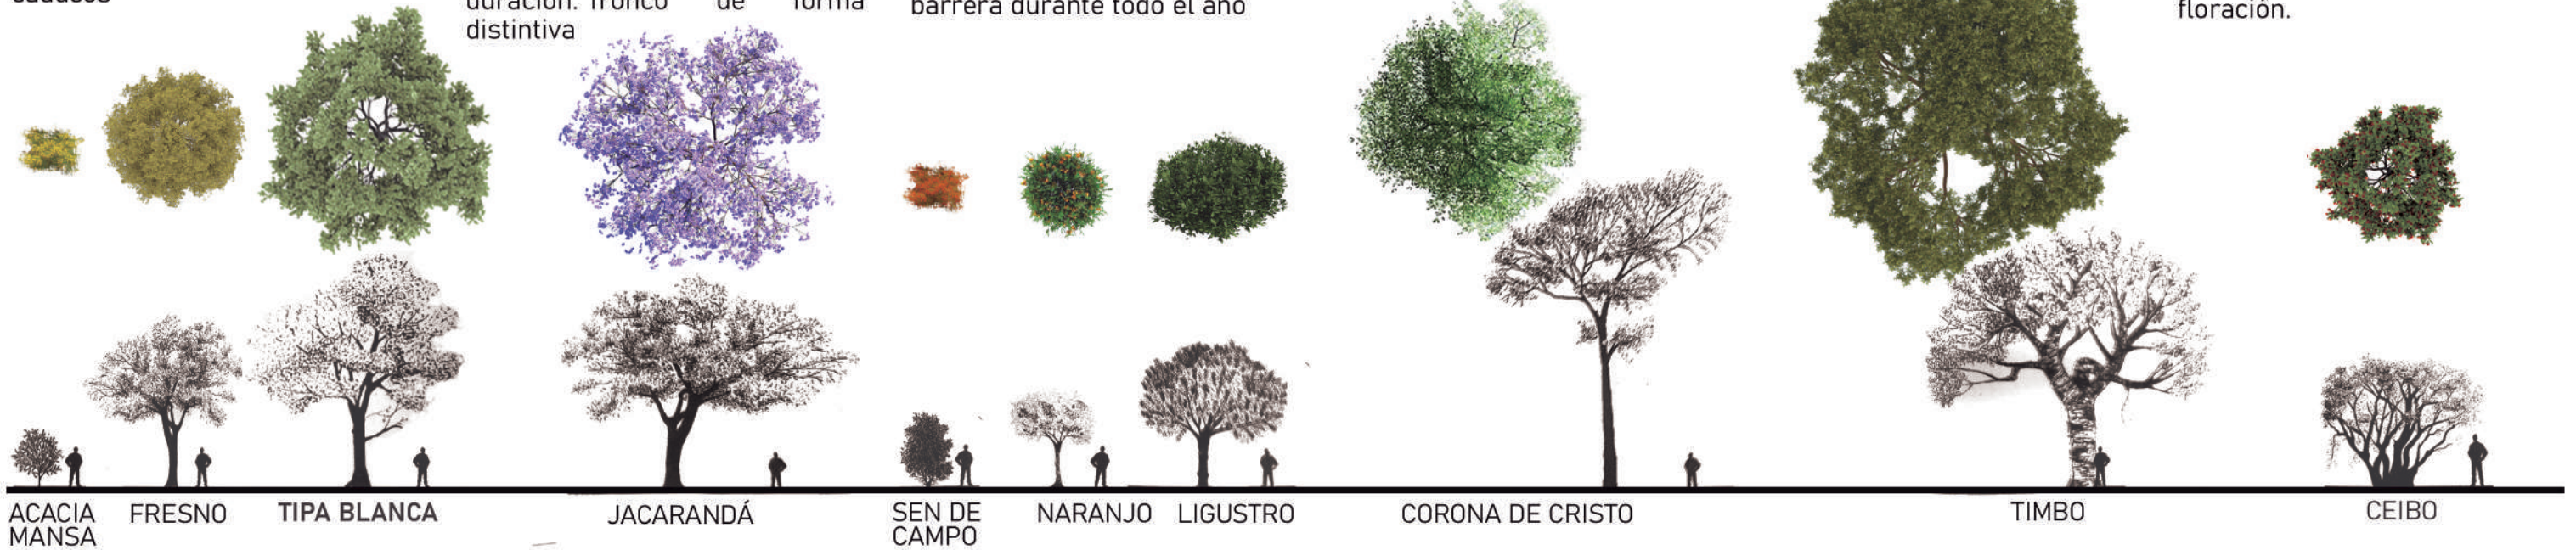 duración. Tronco de forma
distintiva
barrera durante todo el año
floración.
ACACIA
MANSA
FRESNO
TIPA BLANCA
JACARANDÁ
SEN DE
CAMPO
NARANJO
LIGUSTRO
CORONA DE CRISTO
TIMBO
CEIBO